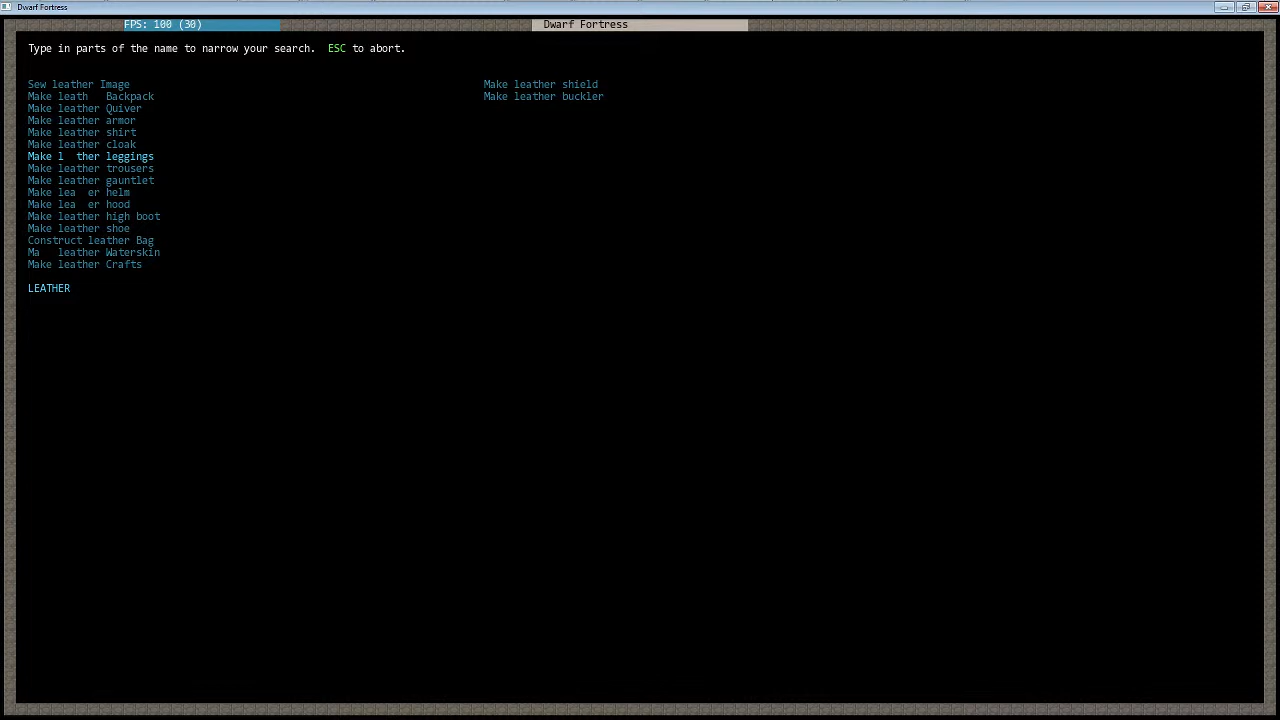 Dwarf Fortress
FPS: 100 (30)
Dwarf Fortress
Type in parts of the name to narrow your search.  ESC to abort.
Sew leather Image
Make leath   Backpack
Make leather Quiver
Make leather armor
Make leather shirt
Make leather cloak
Make l  ther leggings
Make leather trousers
Make leather gauntlet
Make lea  er helm
Make lea  er hood
Make leather high boot
Make leather shoe
Construct leather Bag
Ma   leather Waterskin
Make leather Crafts
Make leather shield
Make leather buckler
LEATHER